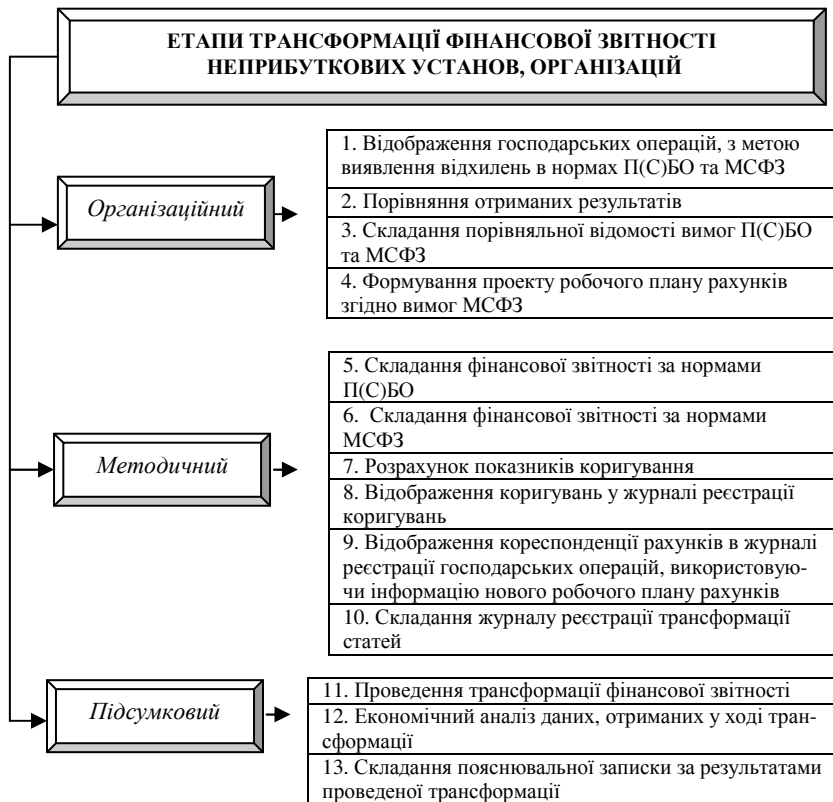 ЕТАПИ ТРАНСФОРМАЦІЇ ФІНАНСОВОЇ ЗВІТНОСТІ
НЕПРИБУТКОВИХ УСТАНОВ, ОРГАНІЗАЦІЙ
Організаційний
1. Відображення господарських операцій, з метою
виявлення відхилень в нормах П(С)БО та МСФЗ
2. Порівняння отриманих результатів
3. Складання порівняльної відомості вимог П(С)БО
та МСФЗ
4. Формування проекту робочого плану рахунків
згідно вимог МСФЗ
Методичний
5. Складання фінансової звітності за нормами
П(С)БО
6. Складання фінансової звітності за нормами
МСФЗ
7. Розрахунок показників коригування
8. Відображення коригувань у журналі реєстрації
коригувань
9. Відображення кореспонденції рахунків в журналі
реєстрації господарських операцій, використовую-
чи інформацію нового робочого плану рахунків
10. Складання журналу реєстрації трансформації
статей
Підсумковий
11. Проведення трансформації фінансової звітності
12. Економічний аналіз даних, отриманих у ході тран-
сформації
13. Складання пояснювальної записки за результатами
проведеної трансформації